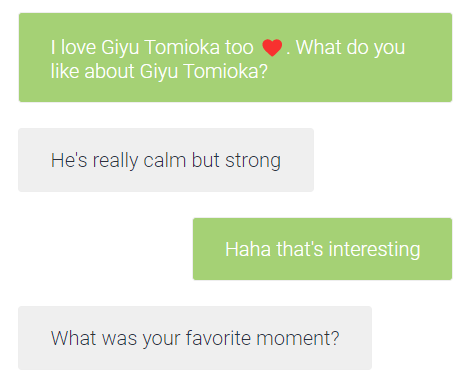 I love Giyu Tomioka too ❤. What do you
like about Giyu Tomioka?
He's really calm but strong
Haha that's interesting
What was your favorite moment?